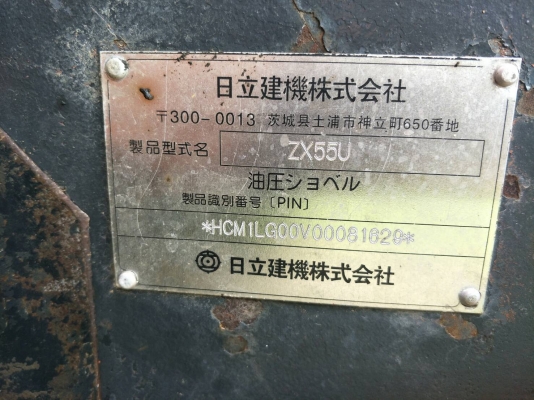 日立建機株式会社
〒300-0013 茨城県土浦市神立町650番地
製品型式名 ZX55U
油圧ショベル
製品識別番号〔PIN〕
*HCM1LG00V00081629*
日立建機株式会社